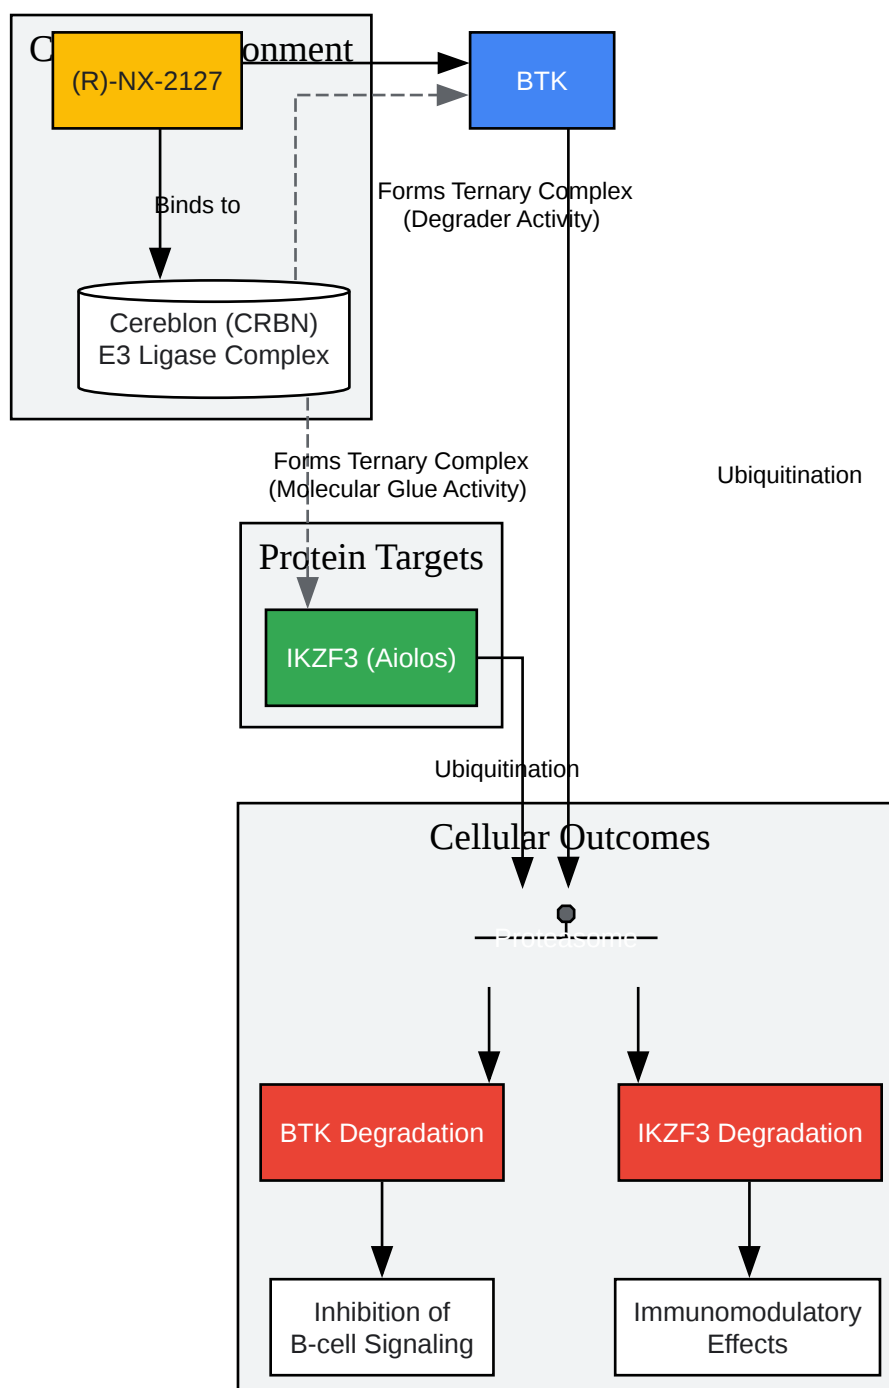 onment
(R)-NX-2127
BTK
Binds to
Forms Ternary Complex
(Degrader Activity)
Cereblon (CRBN)
E3 Ligase Complex
Forms Ternary Complex
(Molecular Glue Activity)
Ubiquitination
Protein Targets
IKZF3 (Aiolos)
Ubiquitination
Cellular Outcomes
Proteasome
BTK Degradation
IKZF3 Degradation
Inhibition of
B-cell Signaling
Immunomodulatory
Effects